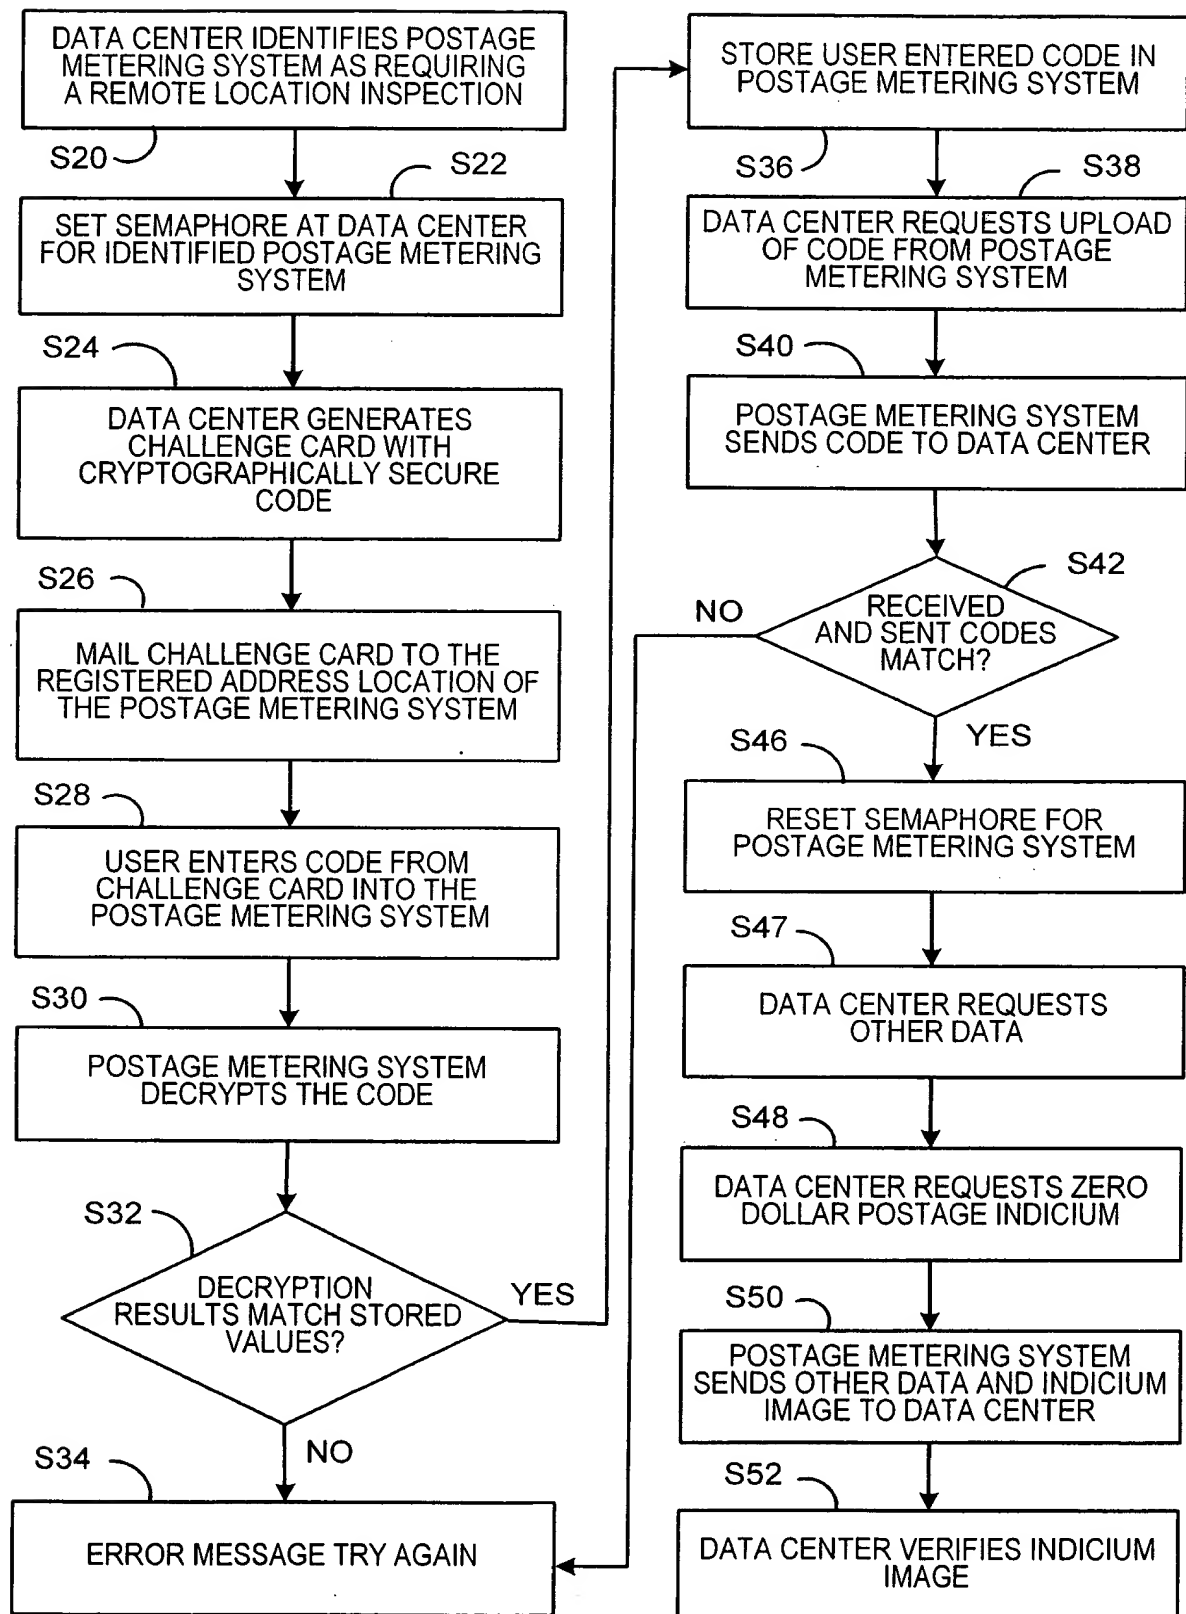 DATA CENTER IDENTIFIES POSTAGE
METERING SYSTEM AS REQUIRING
A REMOTE LOCATION INSPECTION
S20
S22
SET SEMAPHORE AT DATA CENTER
FOR IDENTIFIED POSTAGE METERING
SYSTEM
S24
DATA CENTER GENERATES
CHALLENGE CARD WITH
CRYPTOGRAPHICALLY SECURE
CODE
S26
MAIL CHALLENGE CARD TO THE
REGISTERED ADDRESS LOCATION OF
THE POSTAGE METERING SYSTEM
S28
USER ENTERS CODE FROM
CHALLENGE CARD INTO THE
POSTAGE METERING SYSTEM
S30
POSTAGE METERING SYSTEM
DECRYPTS THE CODE
S32
DECRYPTION
RESULTS MATCH STORED
VALUES?
YES
NO
S34
ERROR MESSAGE TRY AGAIN
STORE USER ENTERED CODE IN
POSTAGE METERING SYSTEM
S36
S38
DATA CENTER REQUESTS UPLOAD
OF CODE FROM POSTAGE
METERING SYSTEM
S40
POSTAGE METERING SYSTEM
SENDS CODE TO DATA CENTER
S42
NO
RECEIVED
AND SENT CODES
MATCH?
YES
S46
RESET SEMAPHORE FOR
POSTAGE METERING SYSTEM
S47
DATA CENTER REQUESTS
OTHER DATA
S48
DATA CENTER REQUESTS ZERO
DOLLAR POSTAGE INDICIUM
S50
POSTAGE METERING SYSTEM
SENDS OTHER DATA AND INDICIUM
IMAGE TO DATA CENTER
S52
DATA CENTER VERIFIES INDICIUM
IMAGE